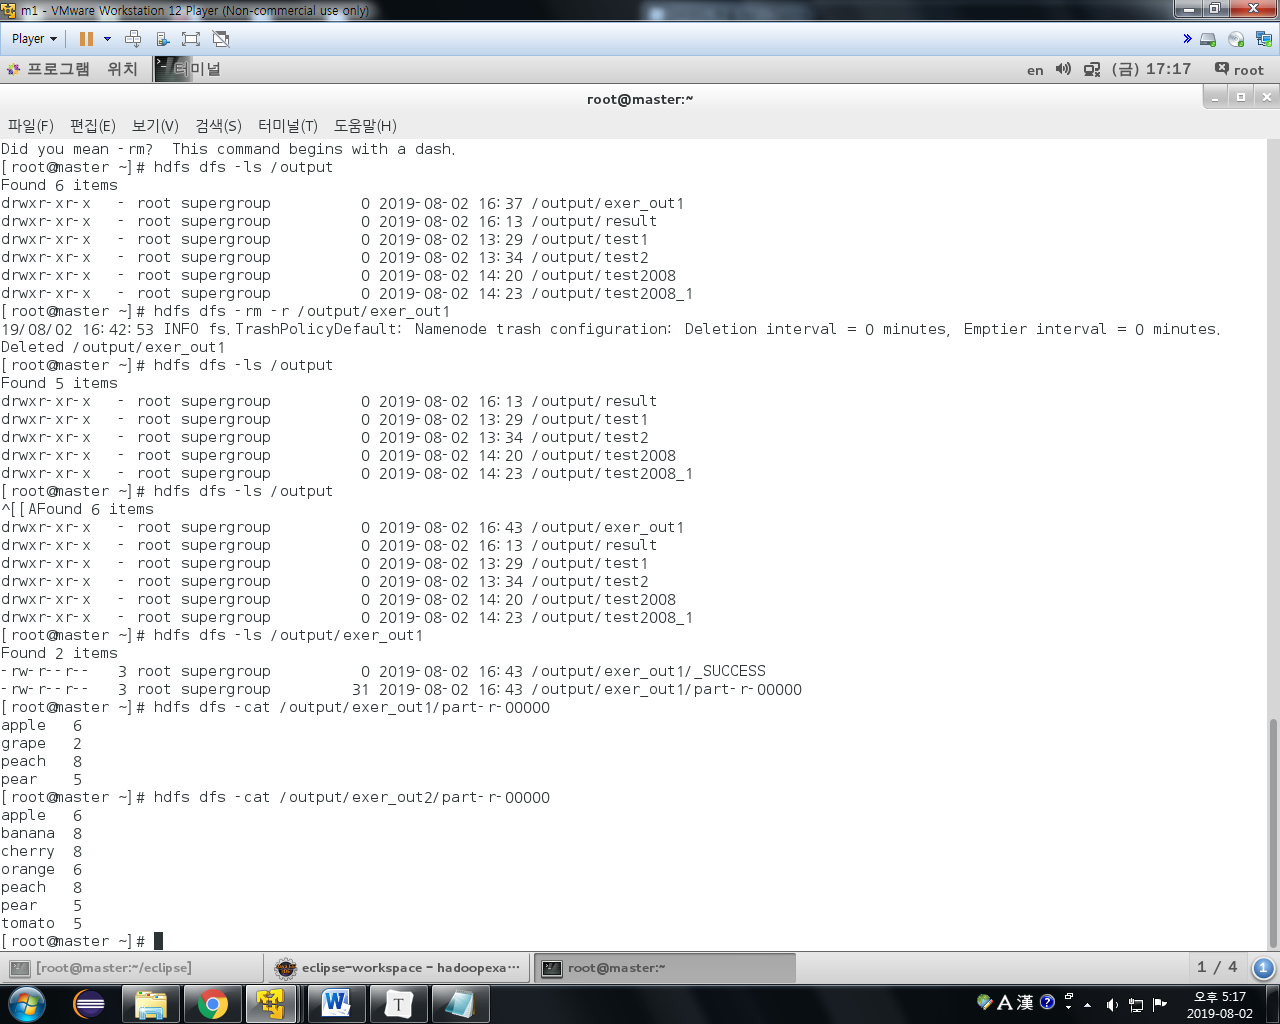 m1 - VMware Workstation 12 Player (Non-commercial use only)
Player
프로그램 위치 터미널 en (금) 17:17 root
root@master:~
파일(F) 편집(E) 보기(V) 검색(S) 터미널(T) 도움말(H)
Did you mean -rm?  This command begins with a dash.
[root@master ~]# hdfs dfs -ls /output
Found 6 items
drwxr-xr-x   - root supergroup          0 2019-08-02 16:37 /output/exer_out1
drwxr-xr-x   - root supergroup          0 2019-08-02 16:13 /output/result
drwxr-xr-x   - root supergroup          0 2019-08-02 13:29 /output/test1
drwxr-xr-x   - root supergroup          0 2019-08-02 13:34 /output/test2
drwxr-xr-x   - root supergroup          0 2019-08-02 14:20 /output/test2008
drwxr-xr-x   - root supergroup          0 2019-08-02 14:23 /output/test2008_1
[root@master ~]# hdfs dfs -rm -r /output/exer_out1
19/08/02 16:42:53 INFO fs.TrashPolicyDefault: Namenode trash configuration: Deletion interval = 0 minutes, Emptier interval = 0 minutes.
Deleted /output/exer_out1
[root@master ~]# hdfs dfs -ls /output
Found 5 items
drwxr-xr-x   - root supergroup          0 2019-08-02 16:13 /output/result
drwxr-xr-x   - root supergroup          0 2019-08-02 13:29 /output/test1
drwxr-xr-x   - root supergroup          0 2019-08-02 13:34 /output/test2
drwxr-xr-x   - root supergroup          0 2019-08-02 14:20 /output/test2008
drwxr-xr-x   - root supergroup          0 2019-08-02 14:23 /output/test2008_1
[root@master ~]# hdfs dfs -ls /output
^[[AFound 6 items
drwxr-xr-x   - root supergroup          0 2019-08-02 16:43 /output/exer_out1
drwxr-xr-x   - root supergroup          0 2019-08-02 16:13 /output/result
drwxr-xr-x   - root supergroup          0 2019-08-02 13:29 /output/test1
drwxr-xr-x   - root supergroup          0 2019-08-02 13:34 /output/test2
drwxr-xr-x   - root supergroup          0 2019-08-02 14:20 /output/test2008
drwxr-xr-x   - root supergroup          0 2019-08-02 14:23 /output/test2008_1
[root@master ~]# hdfs dfs -ls /output/exer_out1
Found 2 items
-rw-r--r--   3 root supergroup          0 2019-08-02 16:43 /output/exer_out1/_SUCCESS
-rw-r--r--   3 root supergroup         31 2019-08-02 16:43 /output/exer_out1/part-r-00000
[root@master ~]# hdfs dfs -cat /output/exer_out1/part-r-00000
apple   6
grape   2
peach   8
pear    5
[root@master ~]# hdfs dfs -cat /output/exer_out2/part-r-00000
apple   6
banana  8
cherry  8
orange  6
peach   8
pear    5
tomato  5
[root@master ~]#
[root@master:~/eclipse] eclipse-workspace - hadoopexa… root@master:~ 1 / 4 1
W T A 漢 ? 오후 5:17
2019-08-02